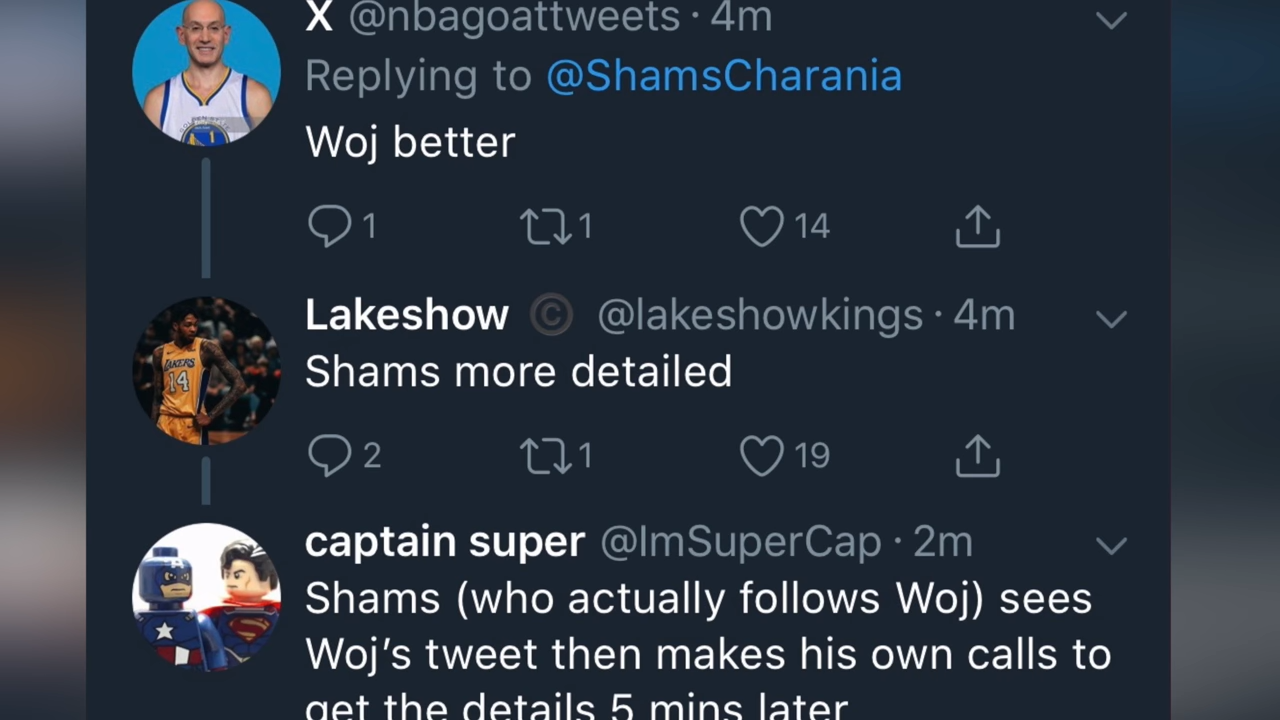 X @nbagoattweets · 4m
Replying to @ShamsCharania
Woj better
1 1 14
Lakeshow © @lakeshowkings · 4m
LAKERS
14
Shams more detailed
2 1 19
captain super @ImSuperCap · 2m
Shams (who actually follows Woj) sees
Woj's tweet then makes his own calls to
get the details 5 mins later